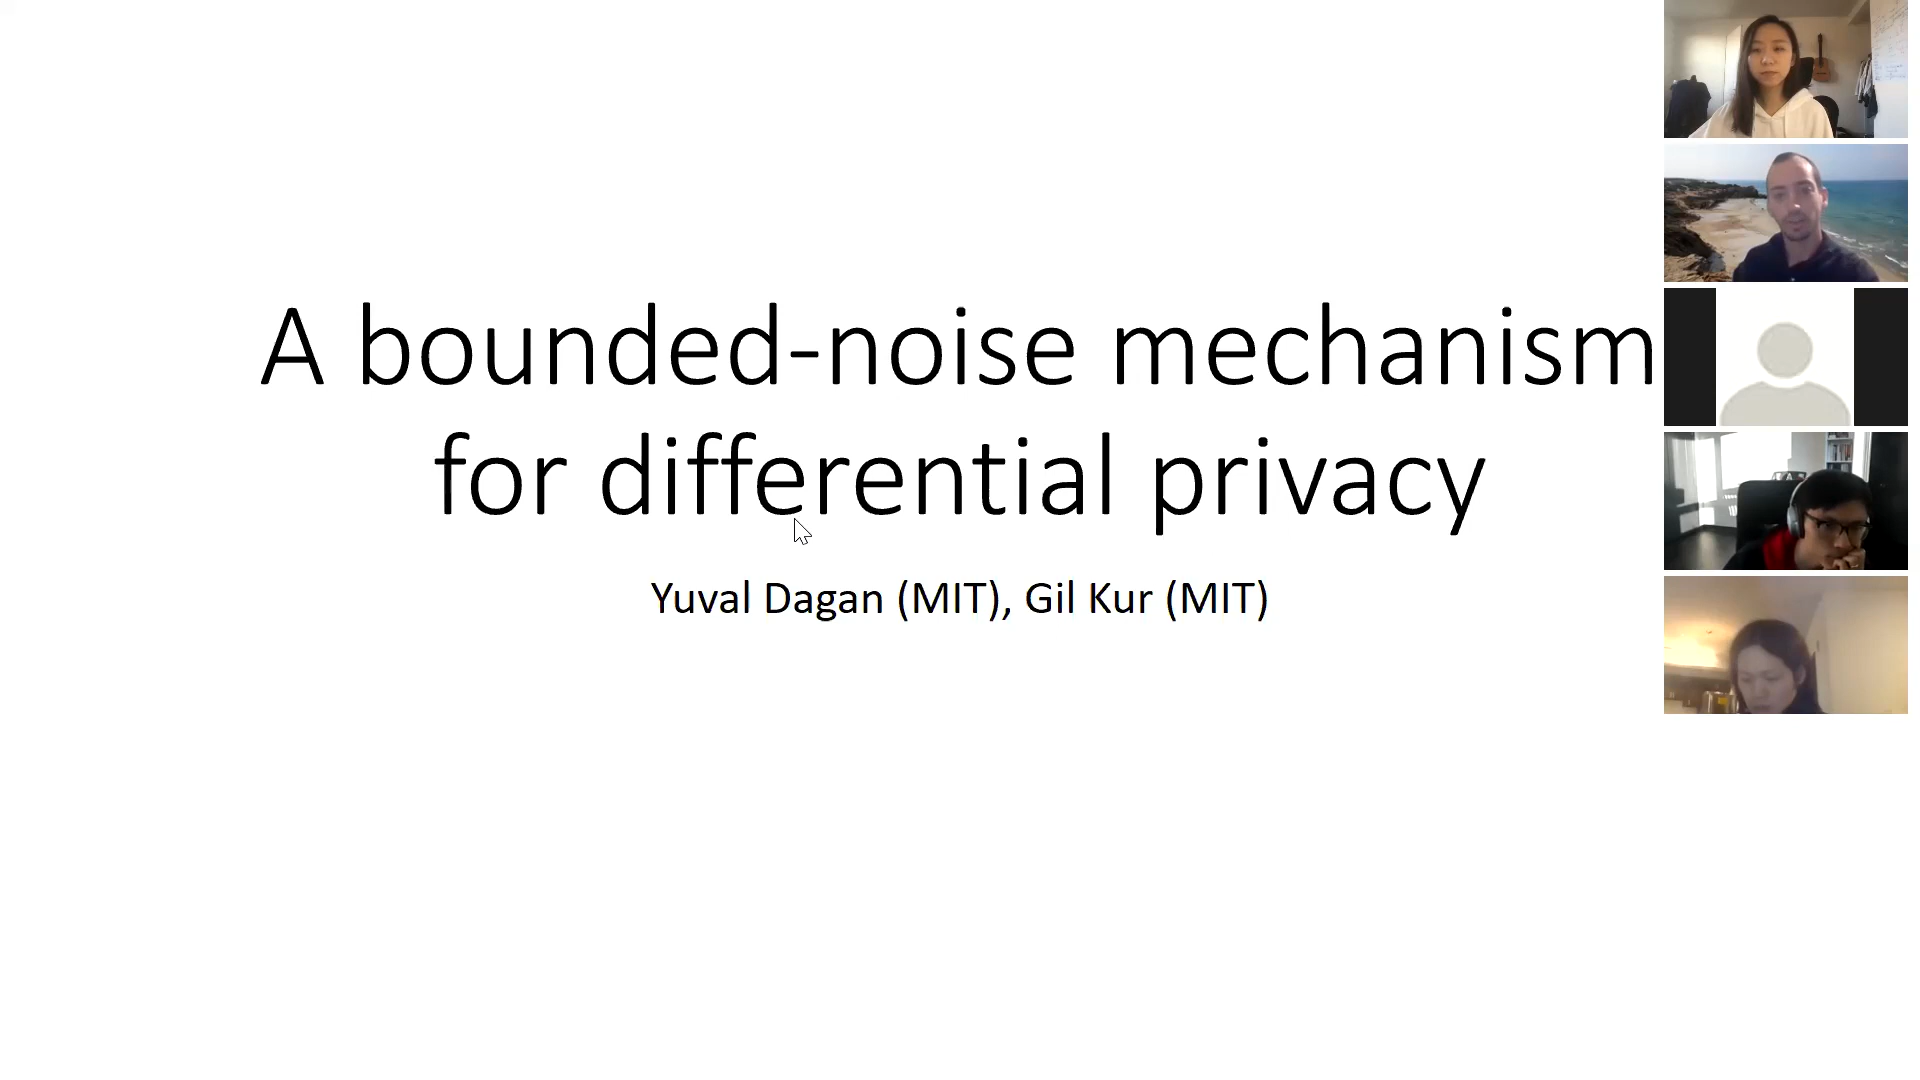 A bounded-noise mechanism
for differential privacy
Yuval Dagan (MIT), Gil Kur (MIT)